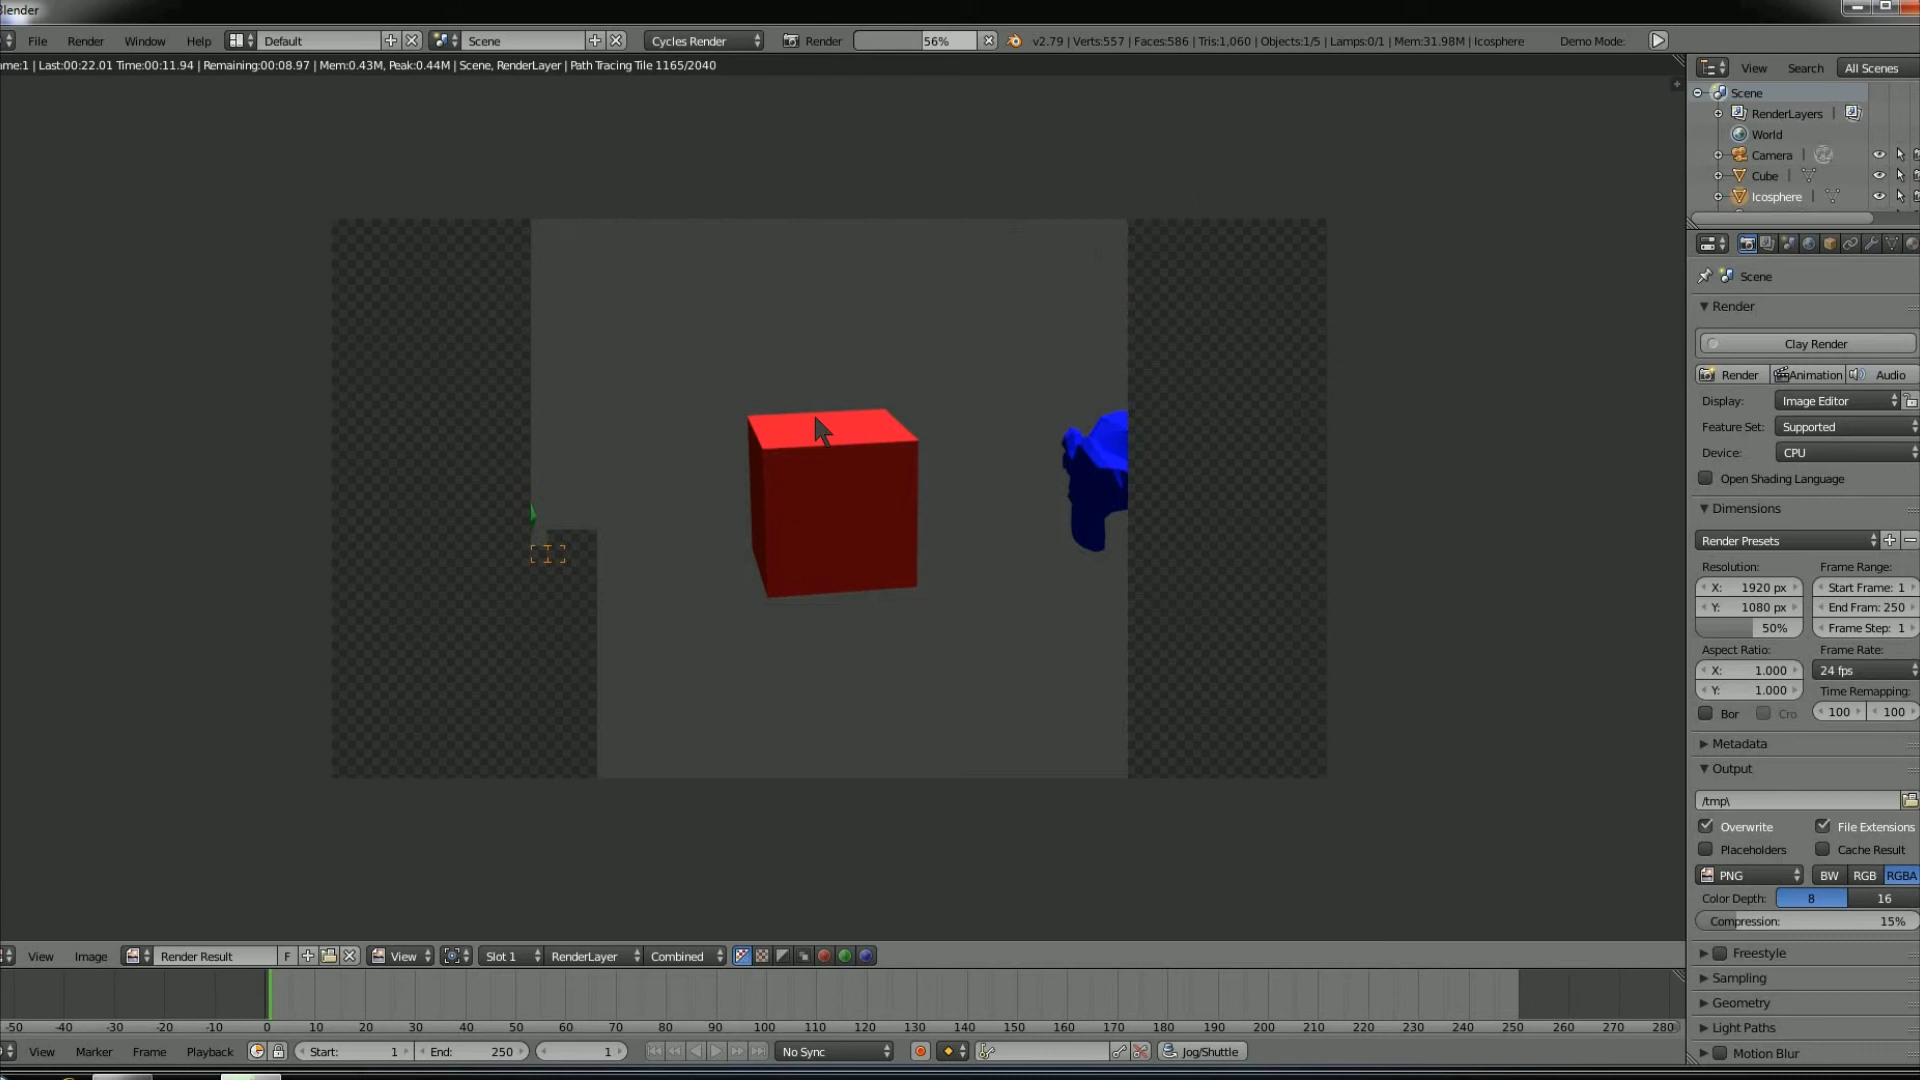 Blender
File Render Window Help Default Scene Cycles Render Render 56% v2.79 | Verts:557 | Faces:586 | Tris:1,060 | Objects:1/5 | Lamps:0/1 | Mem:31.98M | Icosphere Demo Mode:
ame:1 | Last:00:22.01 Time:00:11.94 | Remaining:00:08.97 | Mem:0.43M, Peak:0.44M | Scene, RenderLayer | Path Tracing Tile 1165/2040
View Search All Scenes
Scene
RenderLayers
World
Camera
Cube
Icosphere
Scene
Render
Clay Render
Render Animation Audio
Display: Image Editor
Feature Set: Supported
Device: CPU
Open Shading Language
Dimensions
Render Presets
Resolution: Frame Range:
X: 1920 px Start Frame: 1
Y: 1080 px End Fram: 250
50% Frame Step: 1
Aspect Ratio: Frame Rate:
X: 1.000 24 fps
Y: 1.000 Time Remapping:
Bor Cro 100 100
Metadata
Output
/tmp\
Overwrite File Extensions
Placeholders Cache Result
PNG BW RGB RGBA
Color Depth: 8 16
Compression: 15%
Freestyle
Sampling
Geometry
Light Paths
Motion Blur
View Image Render Result F View Slot 1 RenderLayer Combined
-50 -40 -30 -20 -10 0 10 20 30 40 50 60 70 80 90 100 110 120 130 140 150 160 170 180 190 200 210 220 230 240 250 260 270 280
View Marker Frame Playback Start: 1 End: 250 1 No Sync Jog/Shuttle